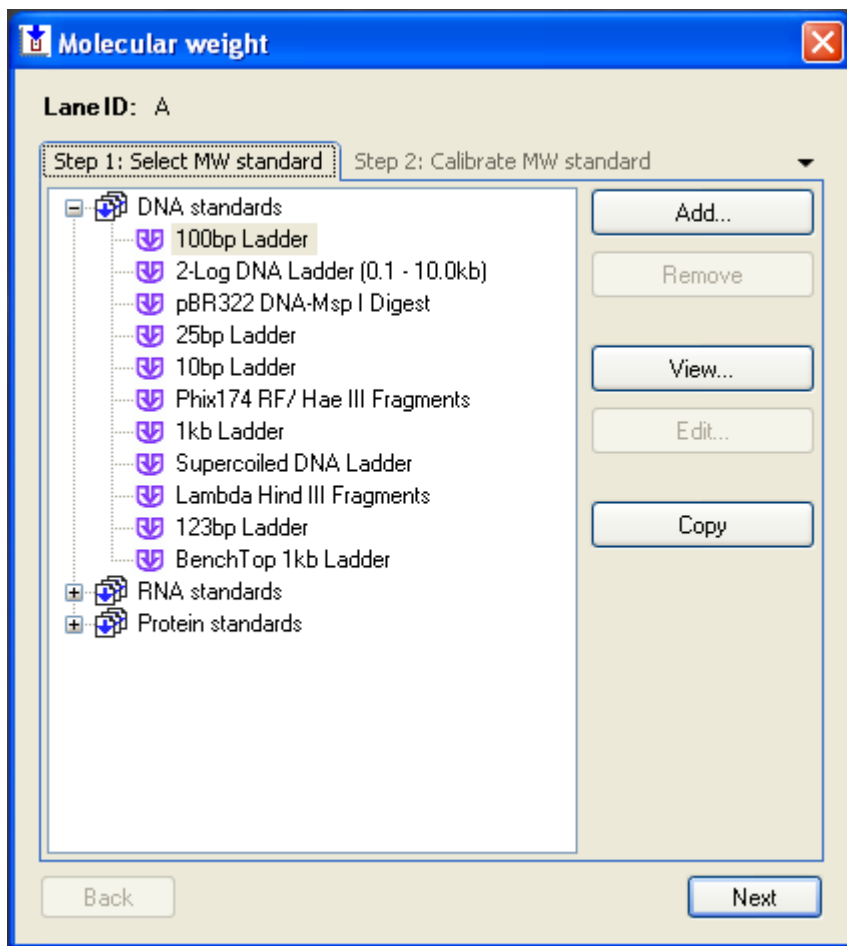 Molecular weight
Lane ID: A
Step 1: Select MW standard Step 2: Calibrate MW standard
DNA standards
100bp Ladder
2-Log DNA Ladder (0.1 - 10.0kb)
pBR322 DNA-Msp I Digest
25bp Ladder
10bp Ladder
Phix174 RF/ Hae III Fragments
1kb Ladder
Supercoiled DNA Ladder
Lambda Hind III Fragments
123bp Ladder
BenchTop 1kb Ladder
RNA standards
Protein standards
Add...
Remove
View...
Edit...
Copy
Back Next